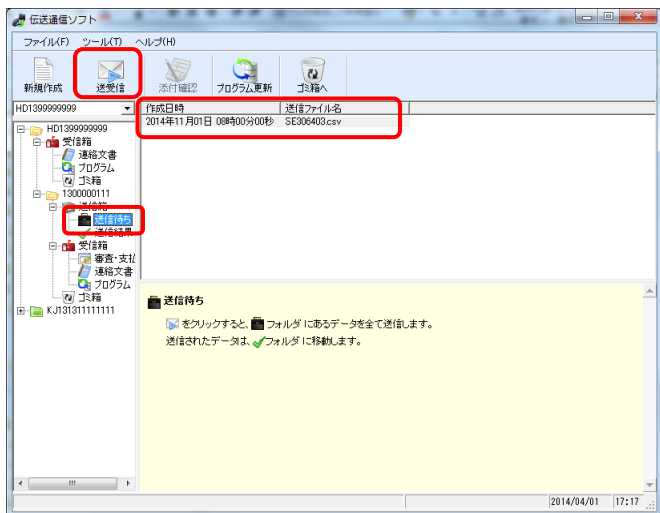 伝送通信ソフト
ファイル(F) ツール(T) ヘルプ(H)
新規作成 送受信 添付確認 プログラム更新 ゴミ箱へ
HD1399999999
作成日時 送信ファイル名
2014年11月01日 08時00分00秒 SE306403.csv
HD1399999999
受信箱
連絡文書
プログラム
ゴミ箱
1300000111
送信箱
送信待ち
送信結果
受信箱
審査・支払
連絡文書
プログラム
ゴミ箱
KJ131311111111
送信待ち
をクリックすると、フォルダにあるデータを全て送信します。
送信されたデータは、フォルダに移動します。
2014/04/01 17:17